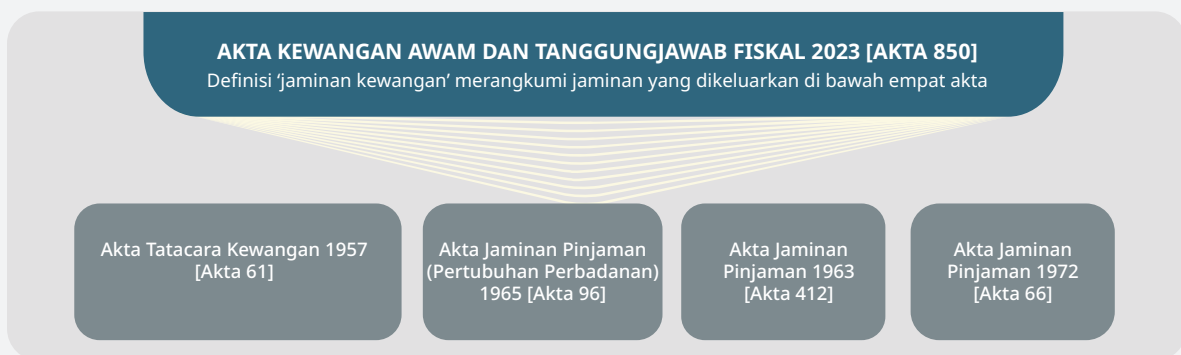 AKTA KEWANGAN AWAM DAN TANGGUNGJAWAB FISKAL 2023 [AKTA 850]
Definisi ‘jaminan kewangan’ merangkumi jaminan yang dikeluarkan di bawah empat akta
Akta Tatacara Kewangan 1957
[Akta 61]
Akta Jaminan Pinjaman
(Pertubuhan Perbadanan)
1965 [Akta 96]
Akta Jaminan
Pinjaman 1963
[Akta 412]
Akta Jaminan
Pinjaman 1972
[Akta 66]